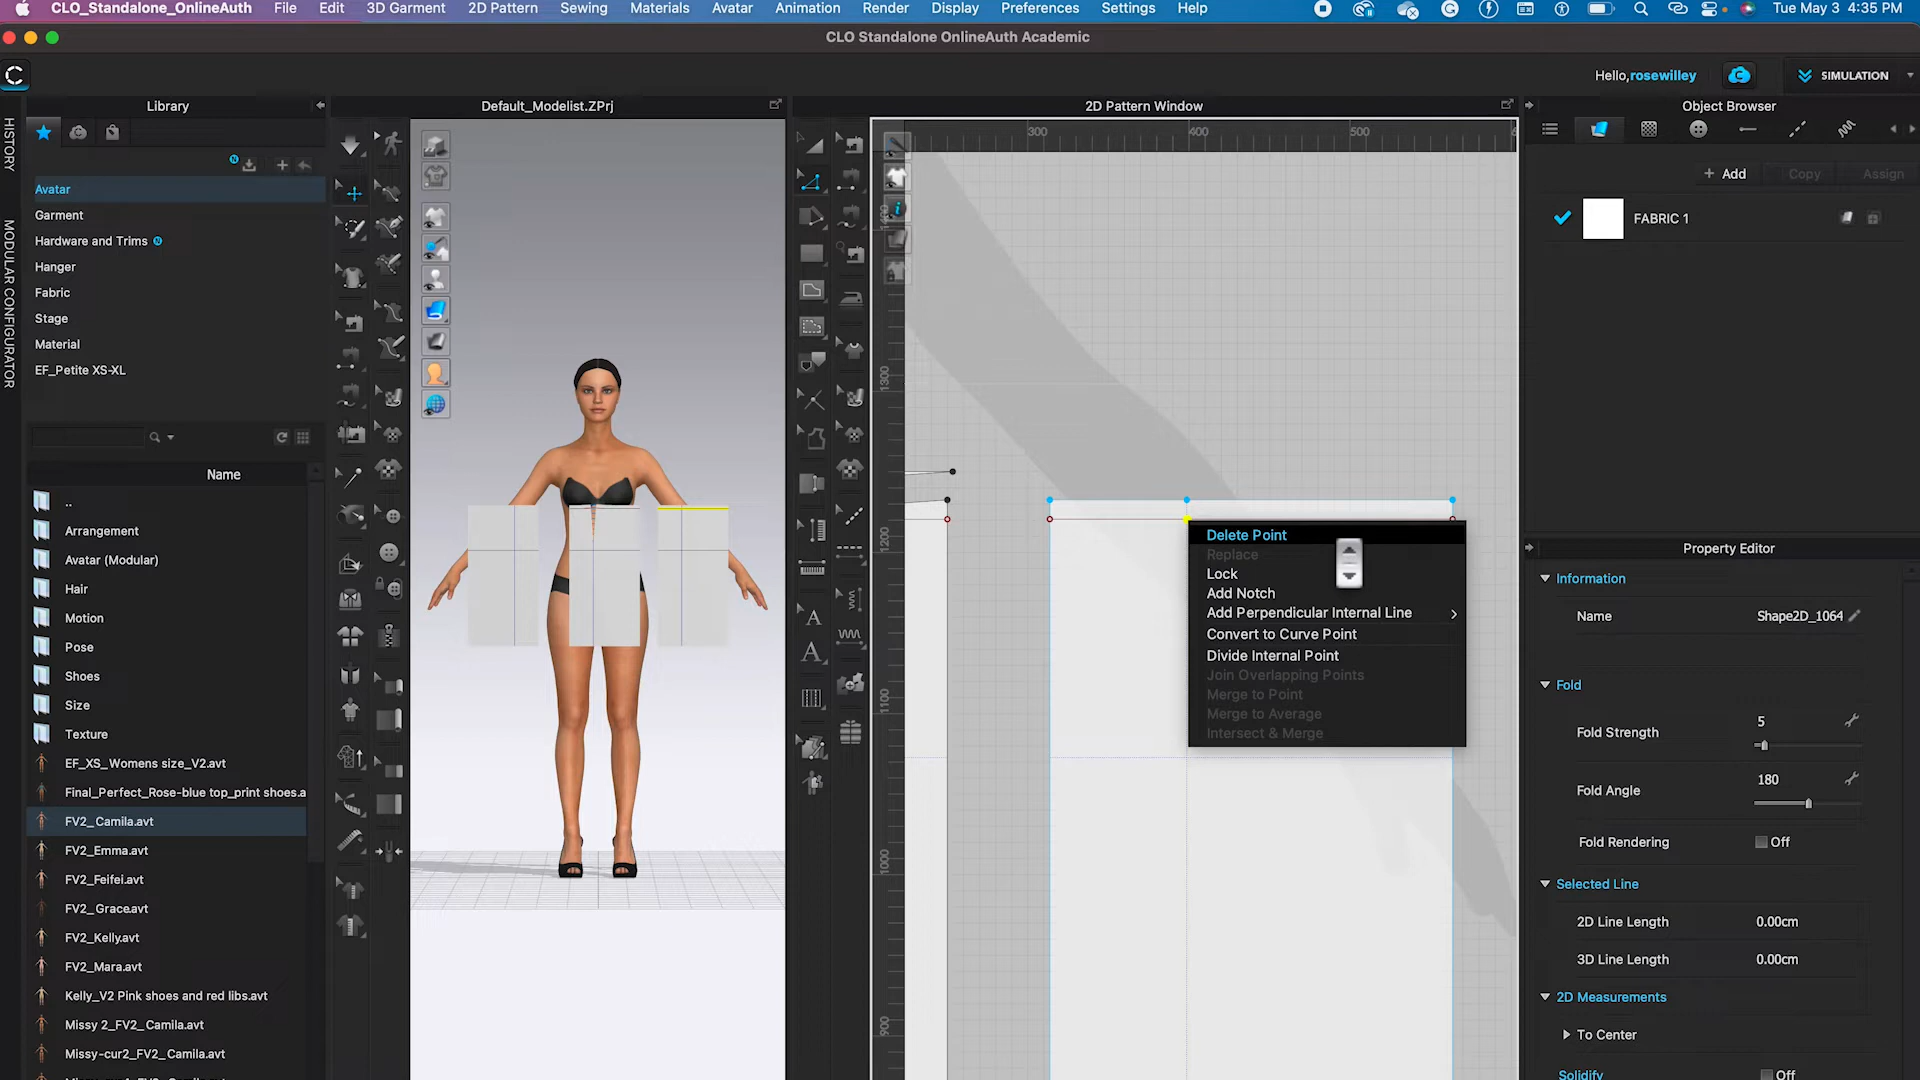 CLO_Standalone_OnlineAuth File Edit 3D Garment 2D Pattern Sewing Materials Avatar Animation Render Display Preferences Settings Help Tue May 3 4:35 PM
CLO Standalone OnlineAuth Academic
Hello,rosewilley SIMULATION
HISTORY
MODULAR CONFIGURATOR
Library
Avatar
Garment
Hardware and Trims
Hanger
Fabric
Stage
Material
EF_Petite XS-XL
Name
..
Arrangement
Avatar (Modular)
Hair
Motion
Pose
Shoes
Size
Texture
EF_XS_Womens size_V2.avt
Final_Perfect_Rose-blue top_print shoes.a
FV2_Camila.avt
FV2_Emma.avt
FV2_Feifei.avt
FV2_Grace.avt
FV2_Kelly.avt
FV2_Mara.avt
Kelly_V2 Pink shoes and red libs.avt
Missy 2_FV2_Camila.avt
Missy-cur2_FV2_Camila.avt
Default_Modelist.ZPrj
2D Pattern Window
300 400 500
1300
1200
1100
1000
900
Delete Point
Replace
Lock
Add Notch
Add Perpendicular Internal Line
Convert to Curve Point
Divide Internal Point
Join Overlapping Points
Merge to Point
Merge to Average
Intersect & Merge
Object Browser
+ Add Copy Assign
FABRIC 1
Property Editor
Information
Name Shape2D_1064
Fold
Fold Strength 5
Fold Angle 180
Fold Rendering Off
Selected Line
2D Line Length 0.00cm
3D Line Length 0.00cm
2D Measurements
To Center
Solidify Off